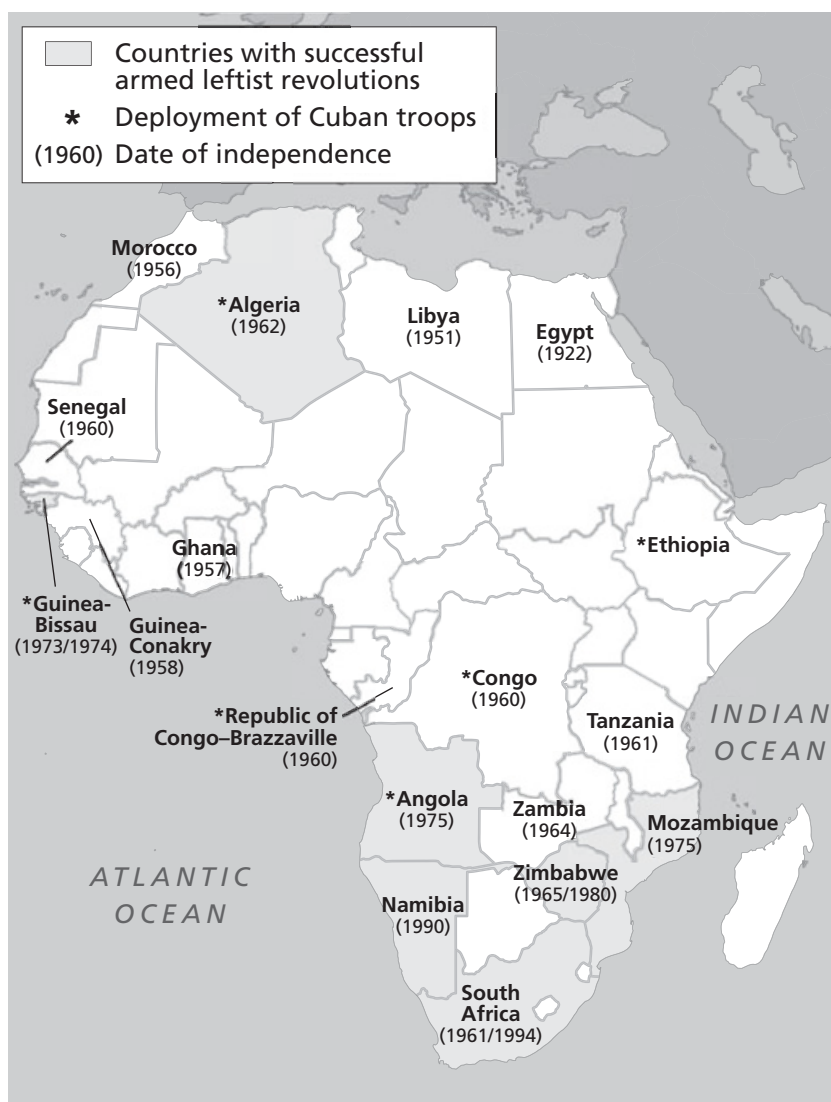 Countries with successful
armed leftist revolutions
* Deployment of Cuban troops
(1960) Date of independence
Morocco
(1956)
*Algeria
(1962)
Libya
(1951)
Egypt
(1922)
Senegal
(1960)
Ghana
(1957)
*Ethiopia
*Guinea-
Bissau
(1973/1974)
Guinea-
Conakry
(1958)
*Congo
(1960)
*Republic of
Congo–Brazzaville
(1960)
Tanzania
(1961)
INDIAN
OCEAN
*Angola
(1975)
Zambia
(1964)
Mozambique
(1975)
ATLANTIC
OCEAN
Zimbabwe
(1965/1980)
Namibia
(1990)
South
Africa
(1961/1994)